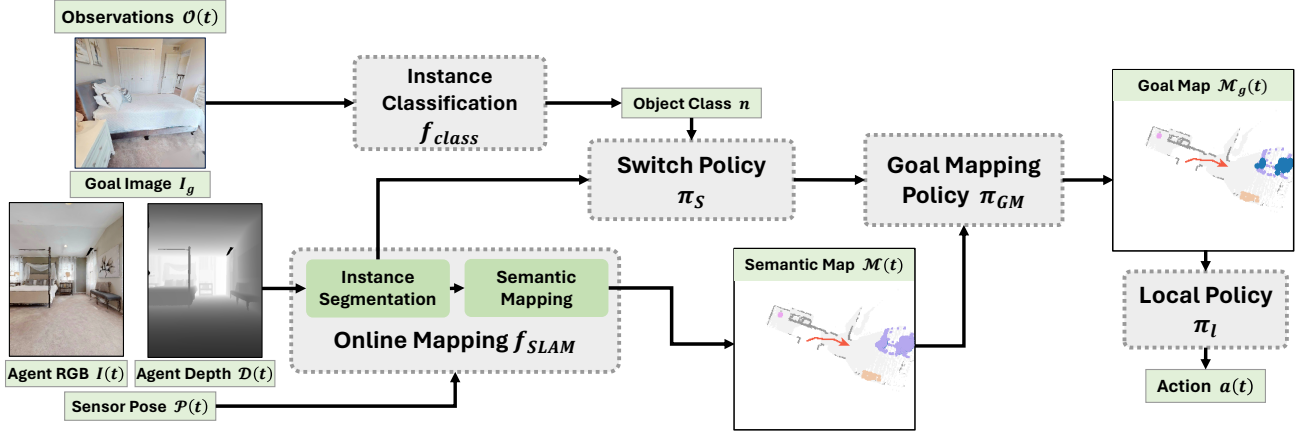 Observations 𝒪(t)
Goal Image I_g
Agent RGB I(t)
Agent Depth 𝒟(t)
Sensor Pose 𝒫(t)
Instance
Classification
f_class
Object Class n
Switch Policy
π_S
Instance
Segmentation
Semantic
Mapping
Online Mapping f_SLAM
Semantic Map ℳ(t)
Goal Mapping
Policy π_GM
Goal Map ℳ_g(t)
Local Policy
π_l
Action a(t)